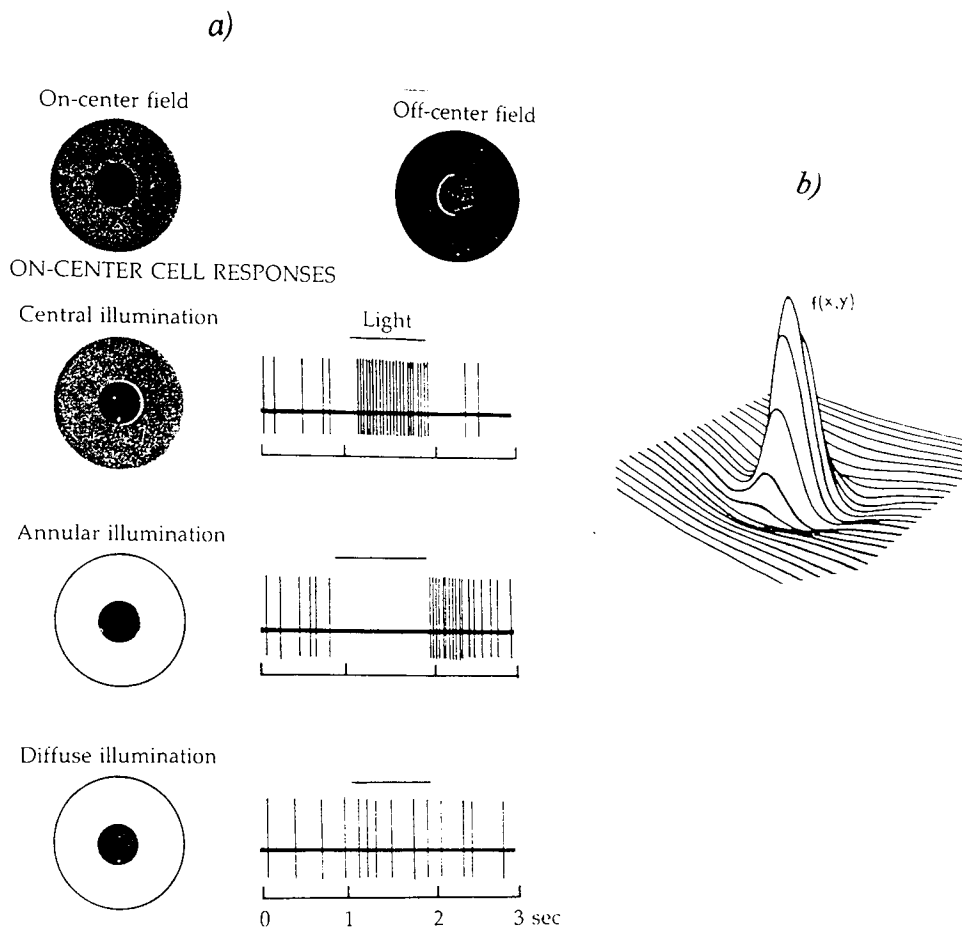 a)
On-center field
Off-center field
b)
ON-CENTER CELL RESPONSES
Central illumination
Light
f(x,y)
Annular illumination
Diffuse illumination
0 1 2 3 sec